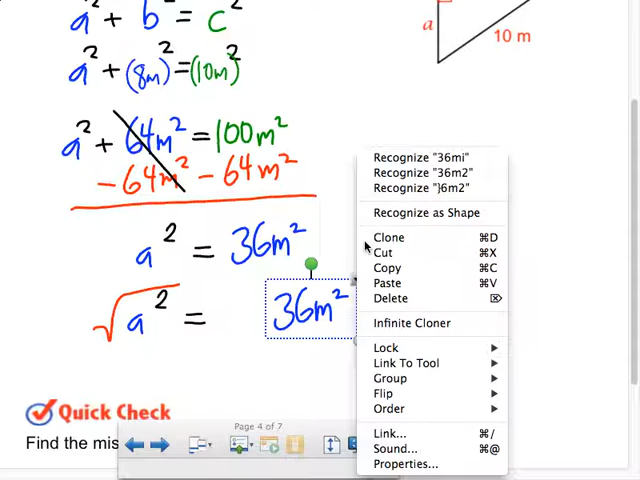 a² + b² = c²
a² + (8m)² = (10m)²
a
10 m
a² + 64m² = 100m²
- 64m² - 64m²
a² = 36m²
√a² = 36m²
Recognize "36mi"
Recognize "36m2"
Recognize "}6m2"
Recognize as Shape
Clone ⌘D
Cut ⌘X
Copy ⌘C
Paste ⌘V
Delete ⌦
Infinite Cloner
Lock
Link To Tool
Group
Flip
Order
Link... ⌘/
Sound... ⌘@
Properties...
Quick Check
Find the mis
Page 4 of 7